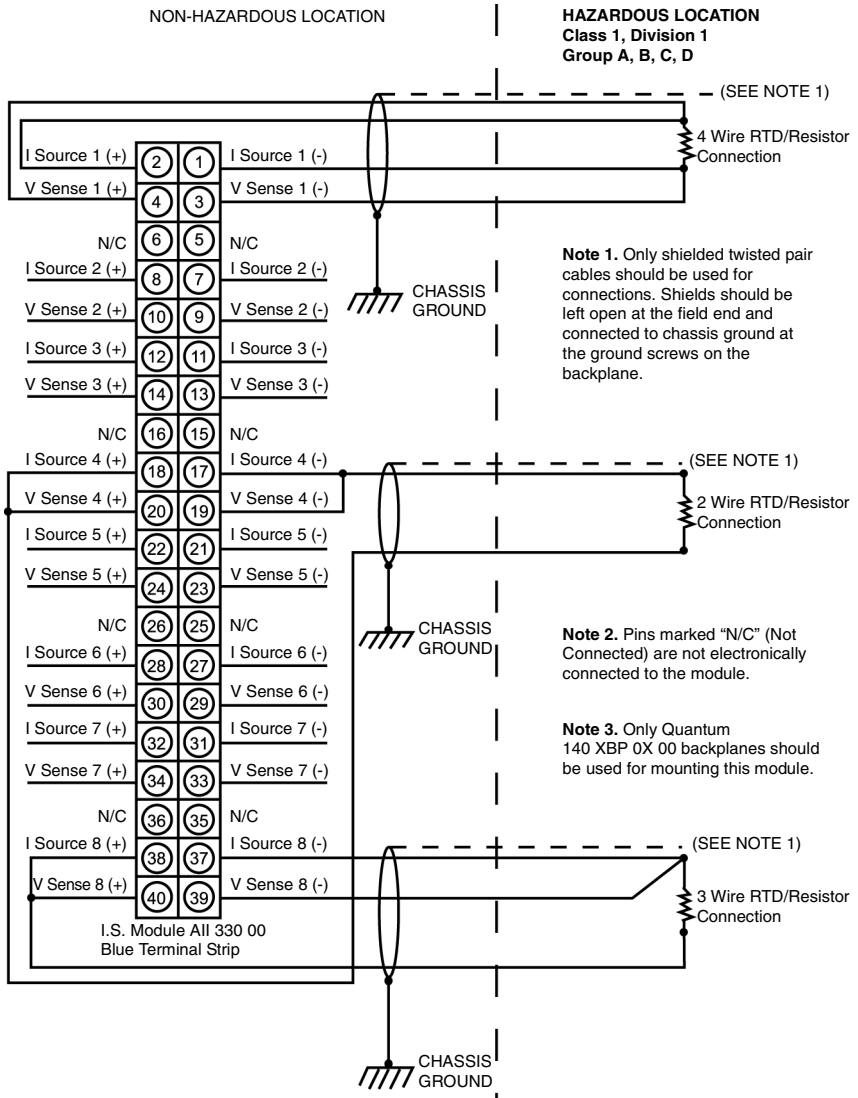 NON-HAZARDOUS LOCATION
HAZARDOUS LOCATION
Class 1, Division 1
Group A, B, C, D
(SEE NOTE 1)
4 Wire RTD/Resistor
Connection
I Source 1 (+) 2 1 I Source 1 (-)
V Sense 1 (+) 4 3 V Sense 1 (-)
N/C 6 5 N/C
I Source 2 (+) 8 7 I Source 2 (-)
V Sense 2 (+) 10 9 V Sense 2 (-)
I Source 3 (+) 12 11 I Source 3 (-)
V Sense 3 (+) 14 13 V Sense 3 (-)
N/C 16 15 N/C
I Source 4 (+) 18 17 I Source 4 (-)
V Sense 4 (+) 20 19 V Sense 4 (-)
I Source 5 (+) 22 21 I Source 5 (-)
V Sense 5 (+) 24 23 V Sense 5 (-)
N/C 26 25 N/C
I Source 6 (+) 28 27 I Source 6 (-)
V Sense 6 (+) 30 29 V Sense 6 (-)
I Source 7 (+) 32 31 I Source 7 (-)
V Sense 7 (+) 34 33 V Sense 7 (-)
N/C 36 35 N/C
I Source 8 (+) 38 37 I Source 8 (-)
V Sense 8 (+) 40 39 V Sense 8 (-)
I.S. Module AII 330 00
Blue Terminal Strip
CHASSIS
GROUND
Note 1. Only shielded twisted pair
cables should be used for
connections. Shields should be
left open at the field end and
connected to chassis ground at
the ground screws on the
backplane.
(SEE NOTE 1)
2 Wire RTD/Resistor
Connection
CHASSIS
GROUND
Note 2. Pins marked “N/C” (Not
Connected) are not electronically
connected to the module.
Note 3. Only Quantum
140 XBP 0X 00 backplanes should
be used for mounting this module.
(SEE NOTE 1)
3 Wire RTD/Resistor
Connection
CHASSIS
GROUND